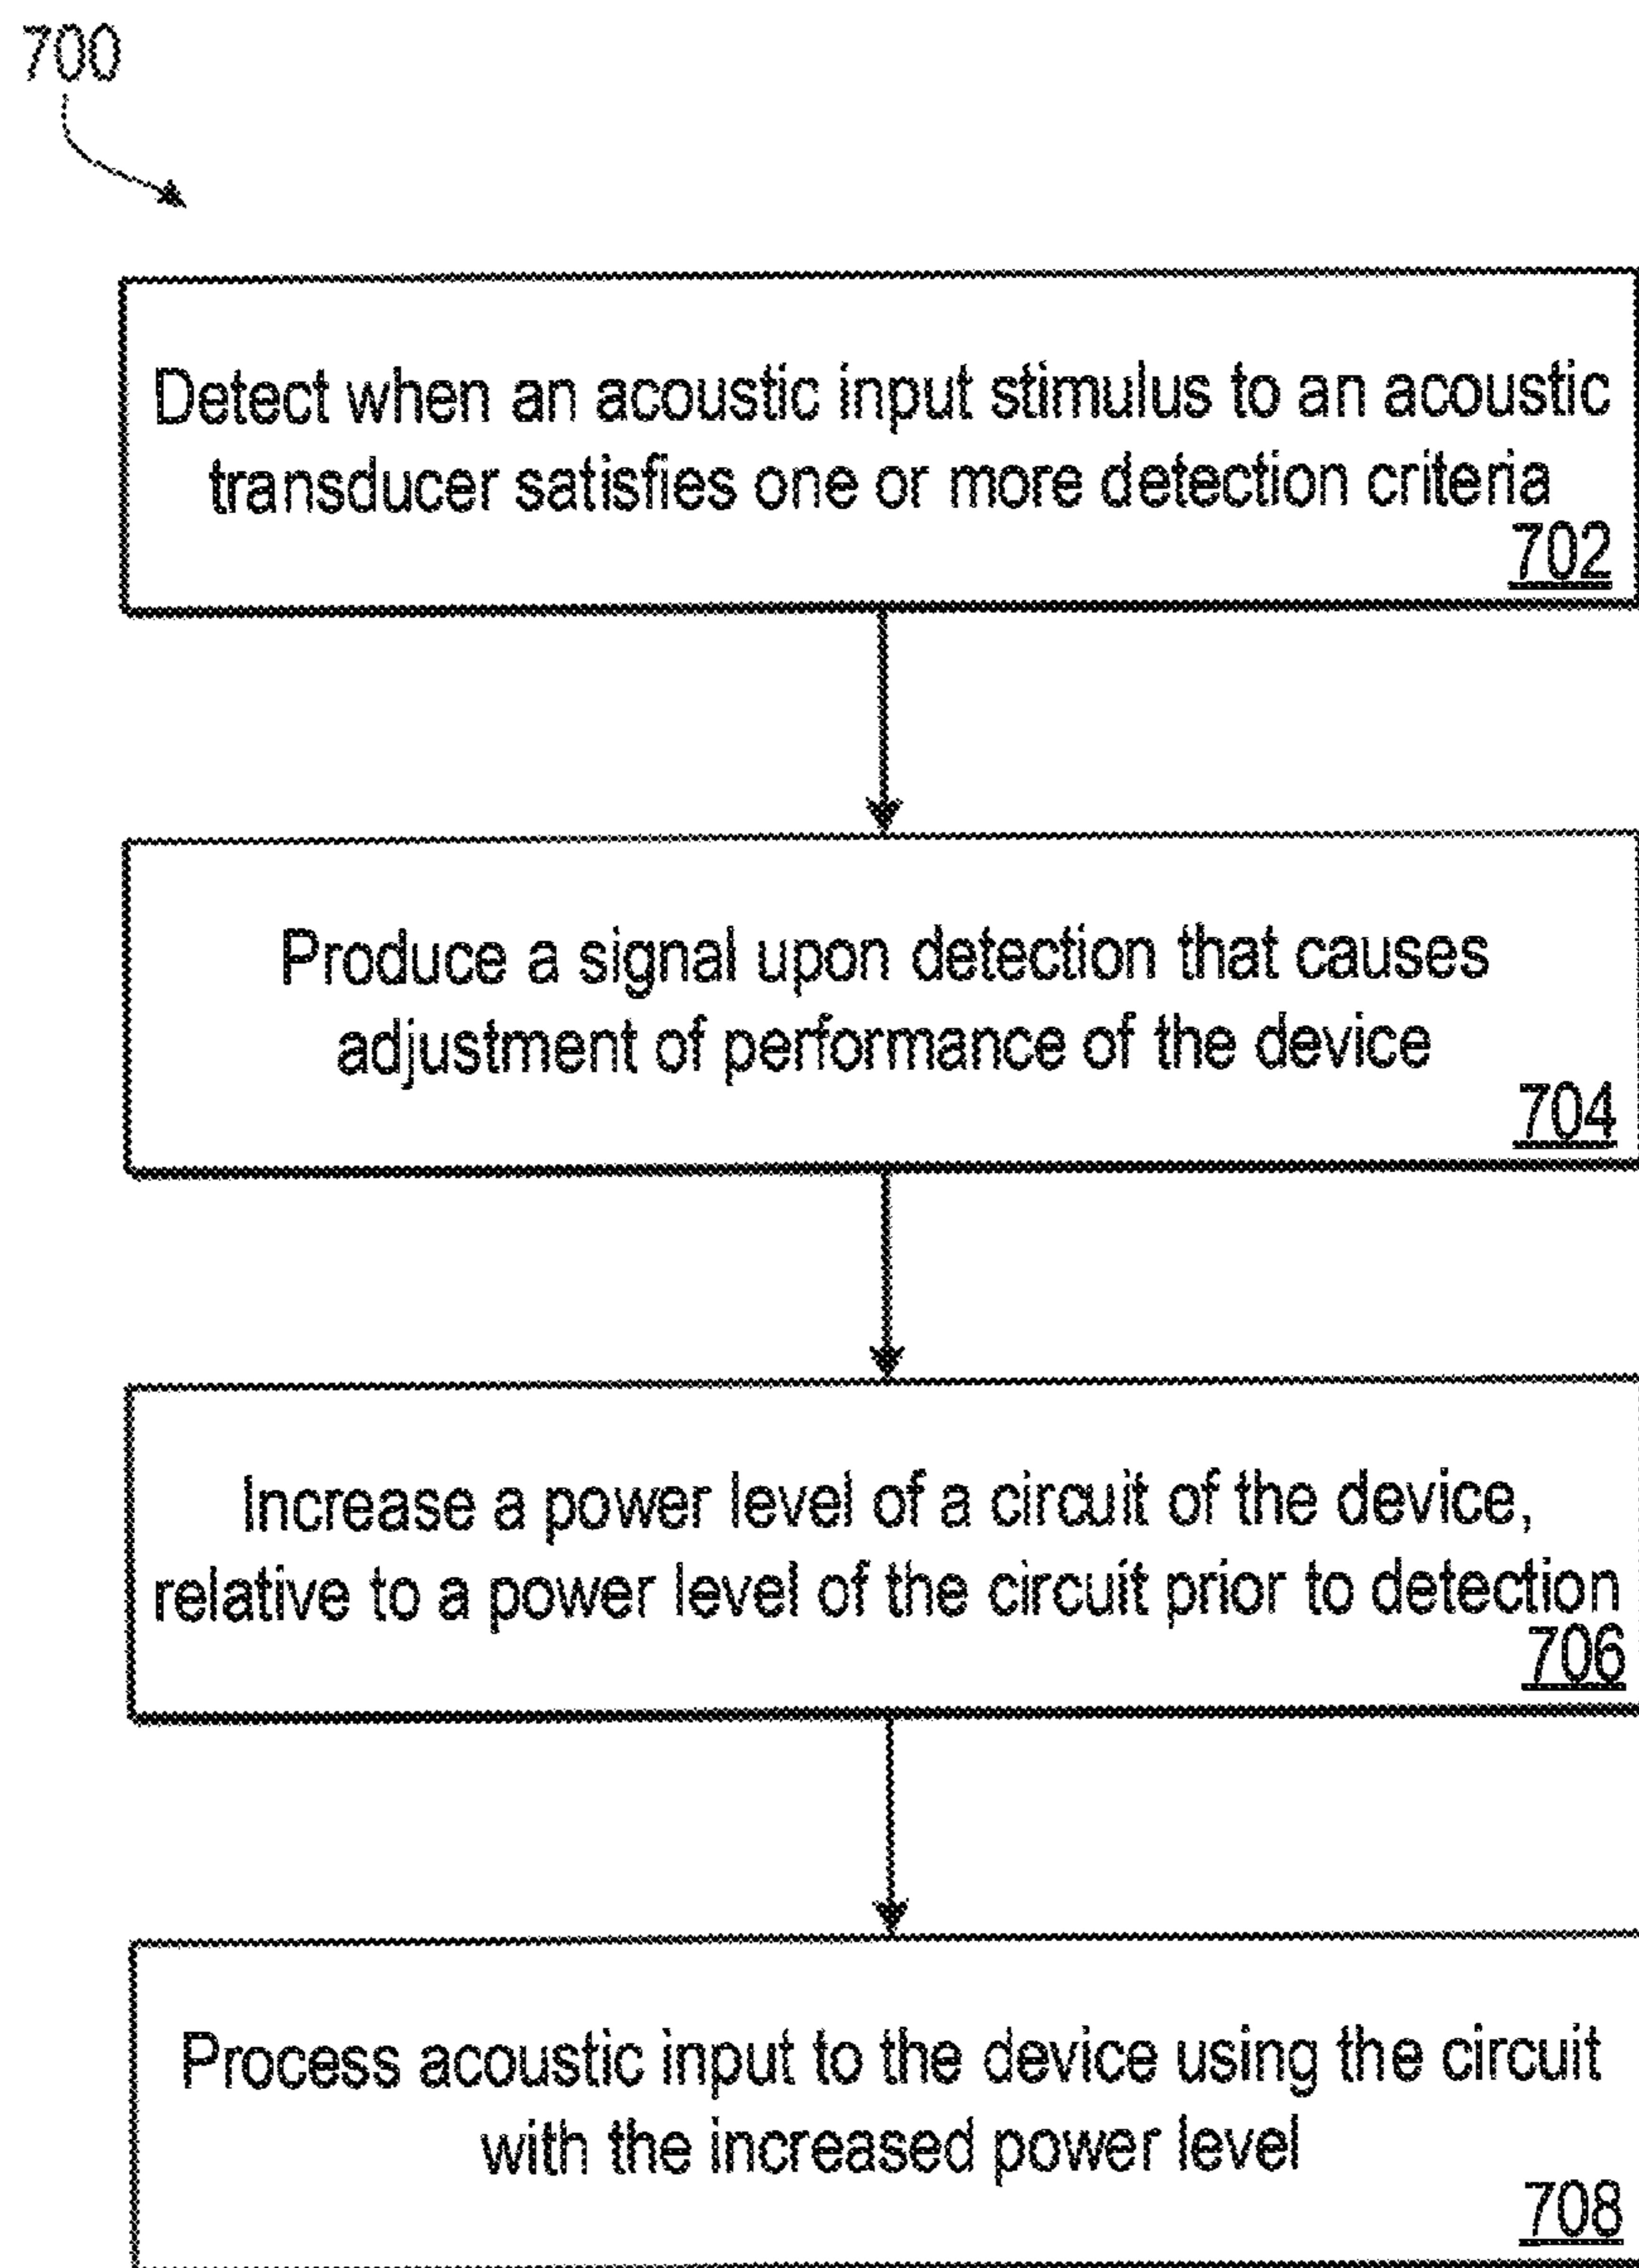 700
Detect when an acoustic input stimulus to an acoustic
transducer satisfies one or more detection criteria
702
Produce a signal upon detection that causes
adjustment of performance of the device
704
Increase a power level of a circuit of the device,
relative to a power level of the circuit prior to detection
706
Process acoustic input to the device using the circuit
with the increased power level
708